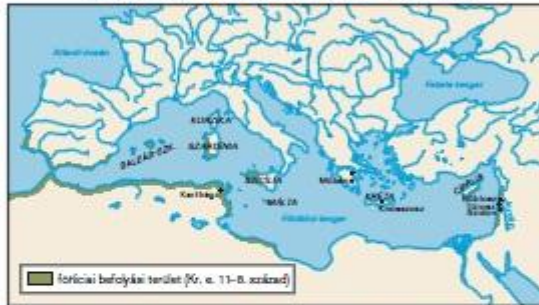 Atlanti-óceán
Fekete-tenger
KORZIKA
SZARDÍNIA
BALEÁR-SZK.
SZICÍLIA
MÁLTA
Karthágó
Mükéné
KRÉTA
Knósszosz
CIPRUS
Földközi-tenger
föníciai befolyási terület (Kr. e. 11–8. század)